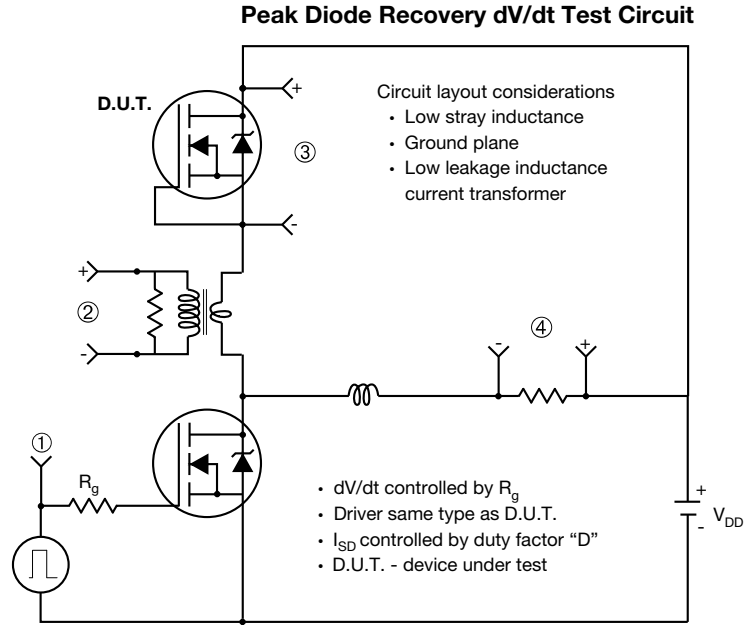 Peak Diode Recovery dV/dt Test Circuit
D.U.T.
+
③
-
Circuit layout considerations
• Low stray inductance
• Ground plane
• Low leakage inductance
current transformer
+
②
-
-
④
+
①
Rg
• dV/dt controlled by Rg
• Driver same type as D.U.T.
• ISD controlled by duty factor “D”
• D.U.T. - device under test
+
VDD
-